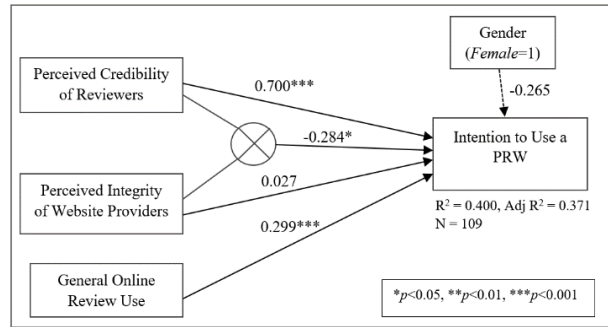 Gender
(Female=1)
Perceived Credibility
of Reviewers
0.700***
-0.265
-0.284*
Intention to Use a
PRW
Perceived Integrity
of Website Providers
0.027
0.299***
R² = 0.400, Adj R² = 0.371
N = 109
General Online
Review Use
*p<0.05, **p<0.01, ***p<0.001